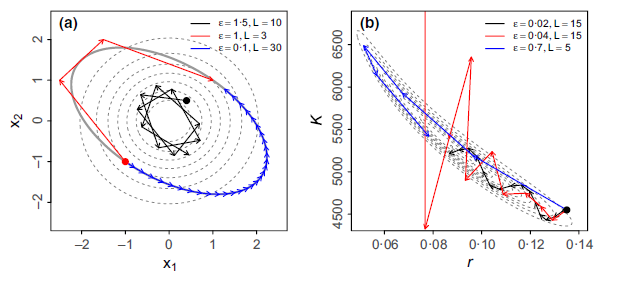 (a)
ε = 1·5, L = 10
ε = 1, L = 3
ε = 0·1, L = 30
x2
2
1
0
−1
−2
−2
−1
0
1
2
x1
(b)
ε = 0·02, L = 15
ε = 0·04, L = 15
ε = 0·7, L = 5
K
6500
6000
5500
5000
4500
0·06
0·08
0·10
0·12
0·14
r